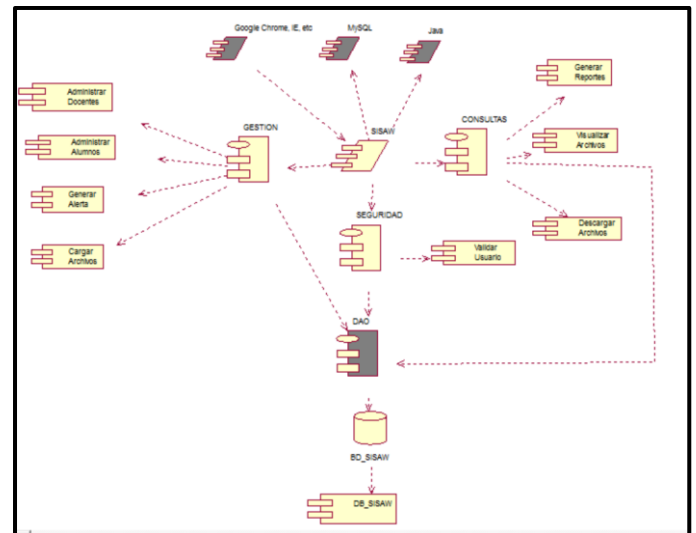 Google Chrome, IE, etc
MySQL
Java
Administrar
Docentes
Generar
Reportes
GESTION
SISAW
CONSULTAS
Administrar
Alumnos
Visualizar
Archivos
Generar
Alerta
SEGURIDAD
Descargar
Archivos
Cargar
Archivos
Validar
Usuario
DAO
BD_SISAW
DB_SISAW